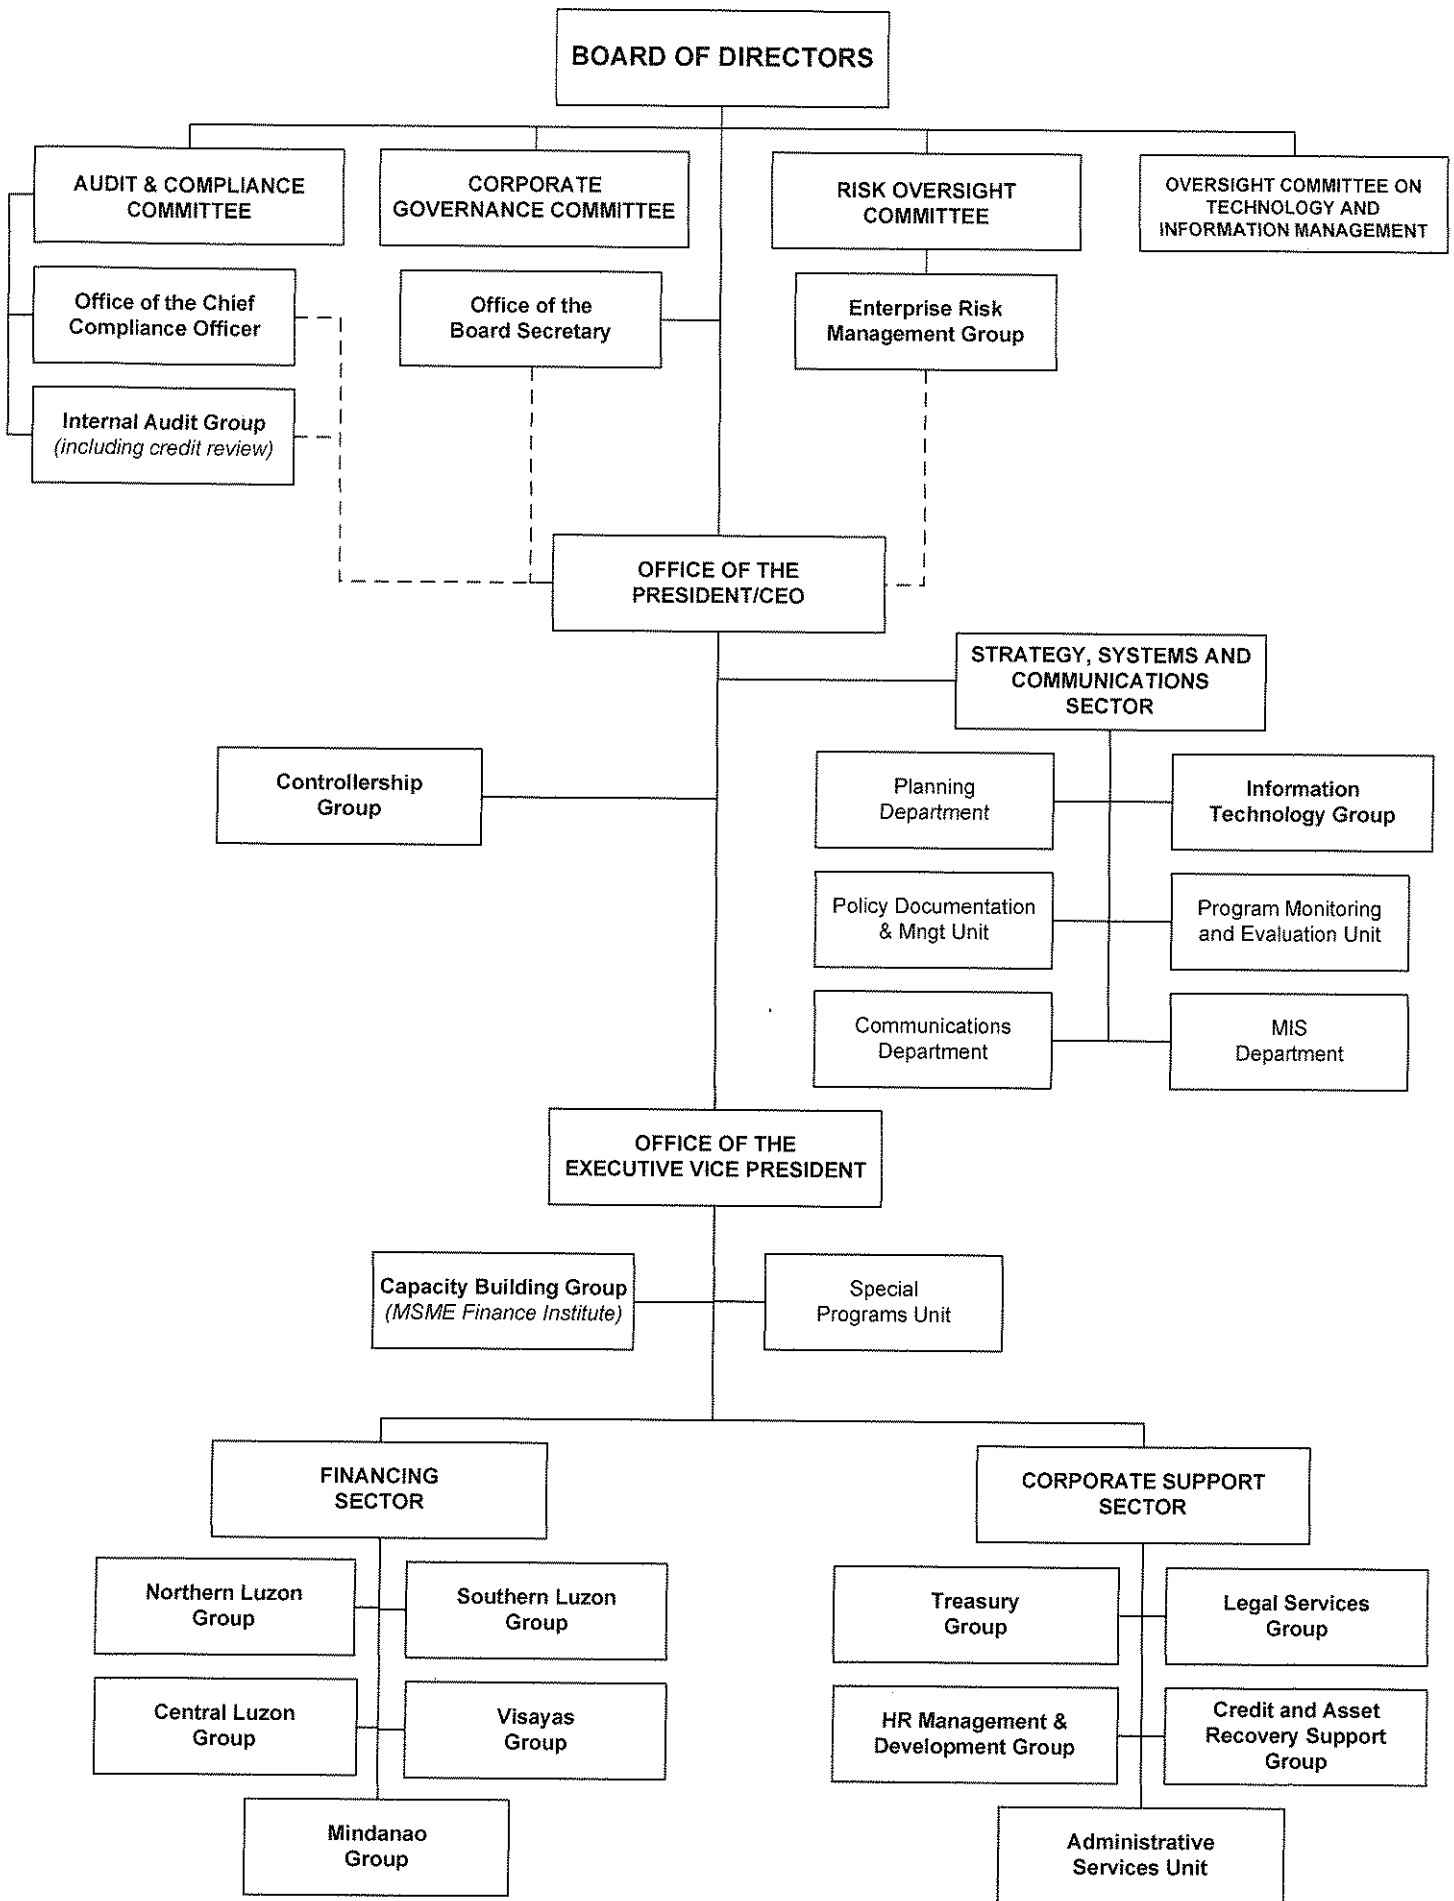 BOARD OF DIRECTORS
AUDIT & COMPLIANCE
COMMITTEE
CORPORATE
GOVERNANCE COMMITTEE
RISK OVERSIGHT
COMMITTEE
OVERSIGHT COMMITTEE ON
TECHNOLOGY AND
INFORMATION MANAGEMENT
Office of the Chief
Compliance Officer
Office of the
Board Secretary
Enterprise Risk
Management Group
Internal Audit Group
(including credit review)
OFFICE OF THE
PRESIDENT/CEO
STRATEGY, SYSTEMS AND
COMMUNICATIONS
SECTOR
Controllership
Group
Planning
Department
Information
Technology Group
Policy Documentation
& Mngt Unit
Program Monitoring
and Evaluation Unit
Communications
Department
MIS
Department
OFFICE OF THE
EXECUTIVE VICE PRESIDENT
Capacity Building Group
(MSME Finance Institute)
Special
Programs Unit
FINANCING
SECTOR
CORPORATE SUPPORT
SECTOR
Northern Luzon
Group
Southern Luzon
Group
Treasury
Group
Legal Services
Group
Central Luzon
Group
Visayas
Group
HR Management &
Development Group
Credit and Asset
Recovery Support
Group
Mindanao
Group
Administrative
Services Unit